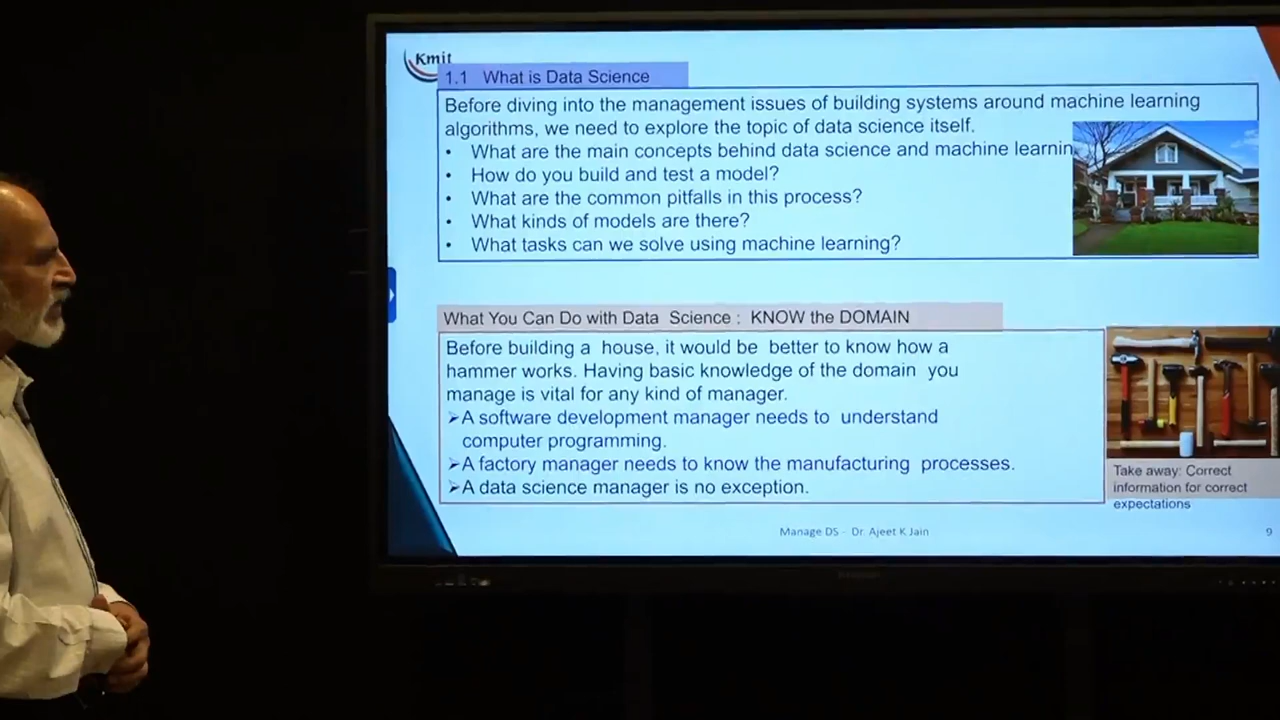 Kmit
1.1 What is Data Science
Before diving into the management issues of building systems around machine learning
algorithms, we need to explore the topic of data science itself.
• What are the main concepts behind data science and machine learnin
• How do you build and test a model?
• What are the common pitfalls in this process?
• What kinds of models are there?
• What tasks can we solve using machine learning?
What You Can Do with Data Science : KNOW the DOMAIN
Before building a house, it would be better to know how a
hammer works. Having basic knowledge of the domain you
manage is vital for any kind of manager.
➢A software development manager needs to understand
computer programming.
➢A factory manager needs to know the manufacturing processes.
➢A data science manager is no exception.
Take away: Correct
information for correct
expectations
Manage DS - Dr. Ajeet K Jain
9